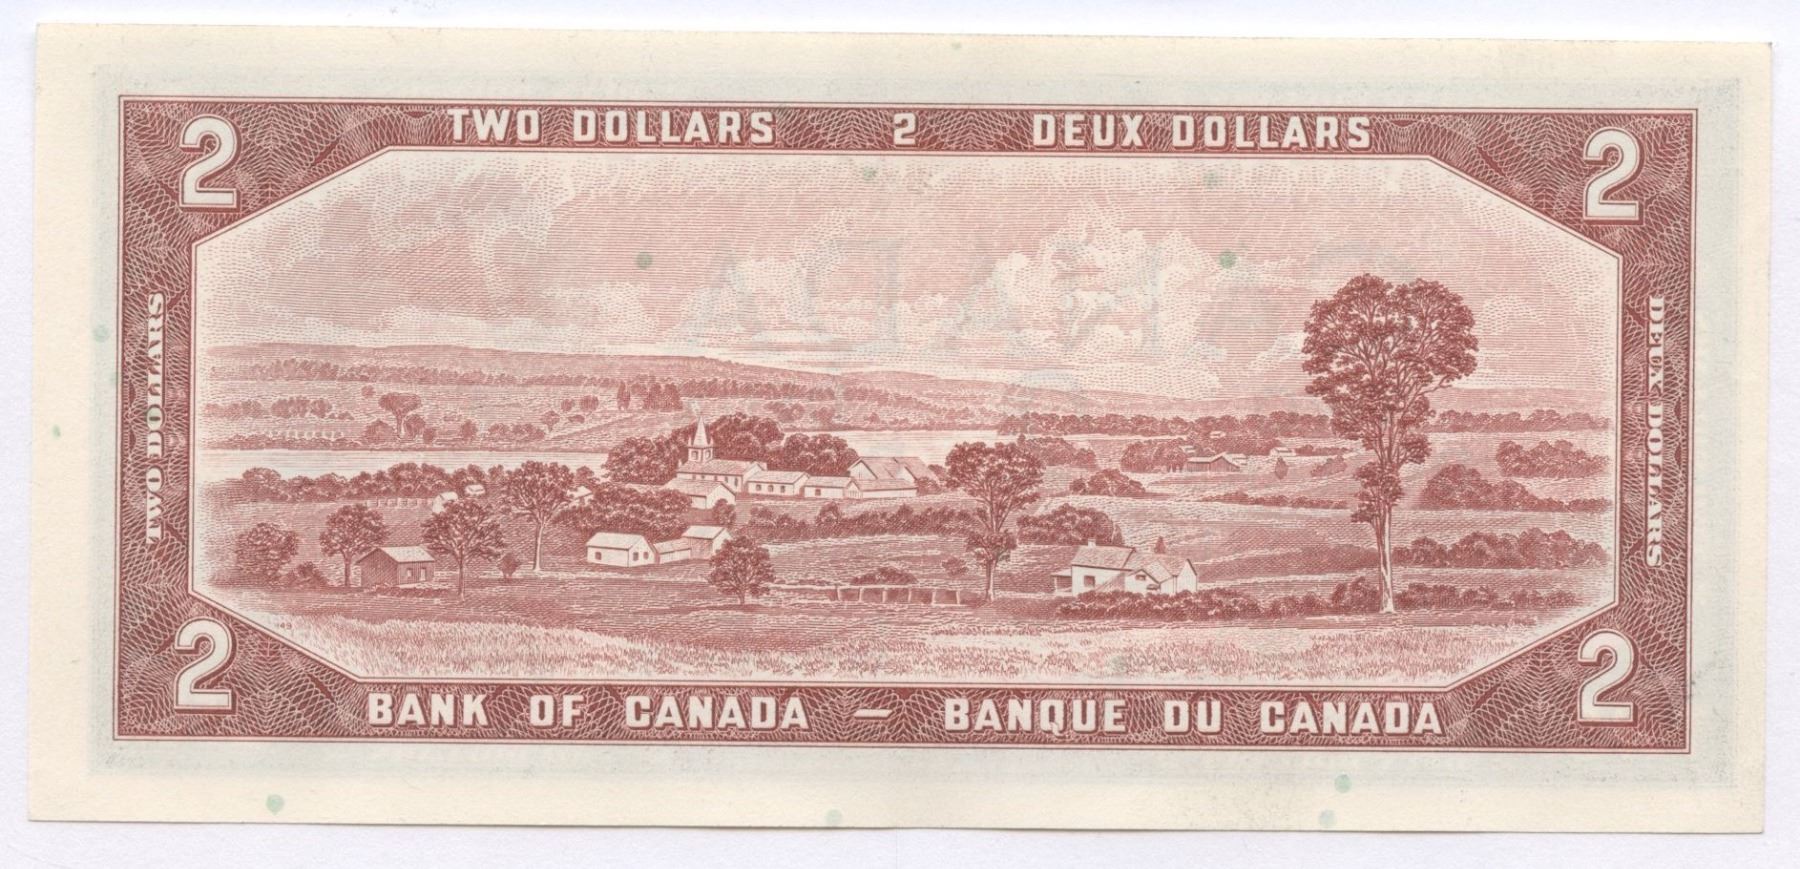 TWO DOLLARS 2 DEUX DOLLARS
2
2
TWO DOLLARS
DEUX DOLLARS
2
2
BANK OF CANADA — BANQUE DU CANADA